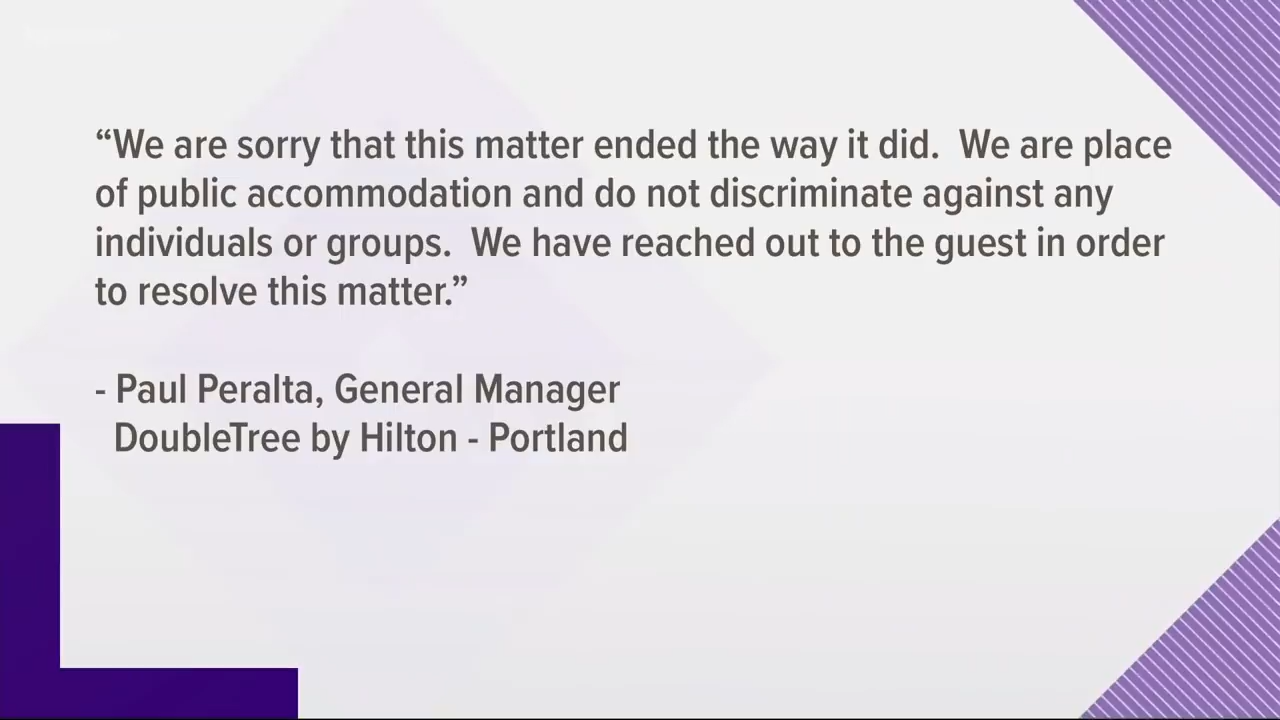 “We are sorry that this matter ended the way it did.  We are place
of public accommodation and do not discriminate against any
individuals or groups.  We have reached out to the guest in order
to resolve this matter.”
- Paul Peralta, General Manager
DoubleTree by Hilton - Portland